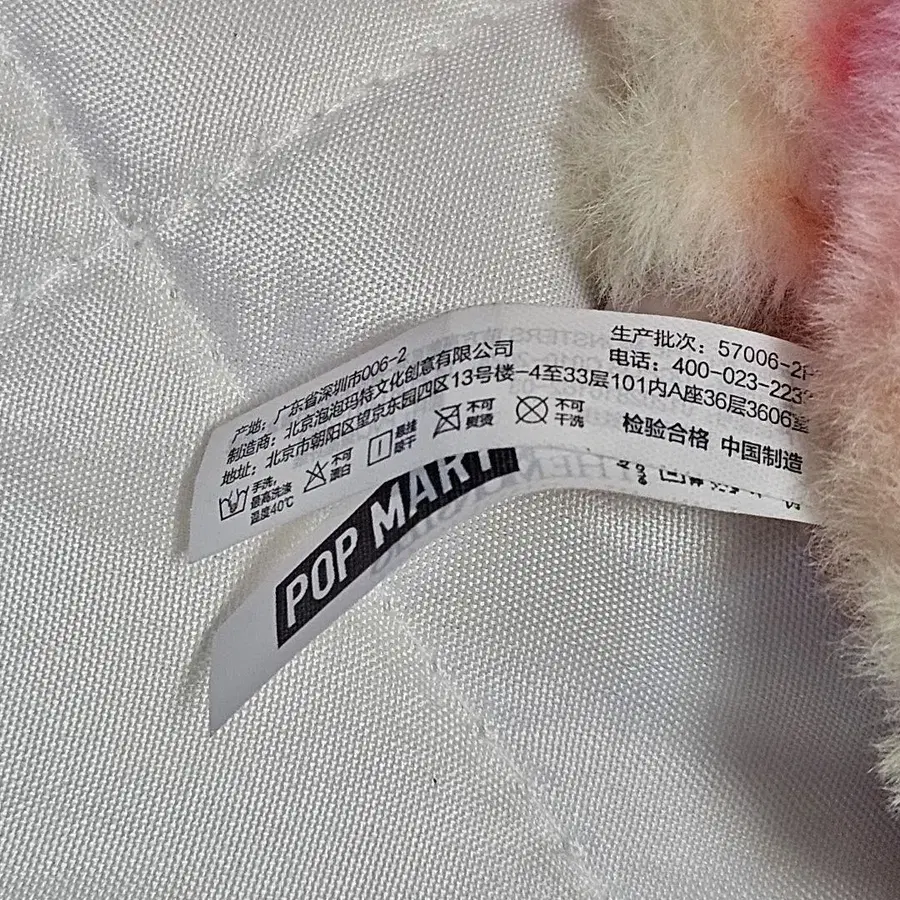 产地：广东省深圳市006-2
制造商：北京泡泡玛特文化创意有限公司
地址：北京市朝阳区望京东园四区13号楼-4至33层101内A座36层3606室
生产批次：57006-2
电话：400-023-223
手洗，
最高洗涤
温度40℃
不可
漂白
悬挂
晾干
不可
熨烫
不可
干洗
检验合格 中国制造
POP MART